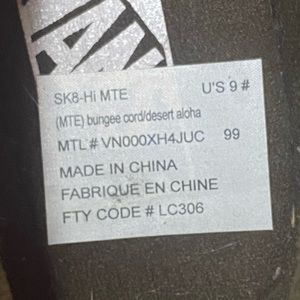 SK8-Hi MTE U'S 9 #
(MTE) bungee cord/desert aloha
MTL # VN000XH4JUC 99
MADE IN CHINA
FABRIQUE EN CHINE
FTY CODE # LC306